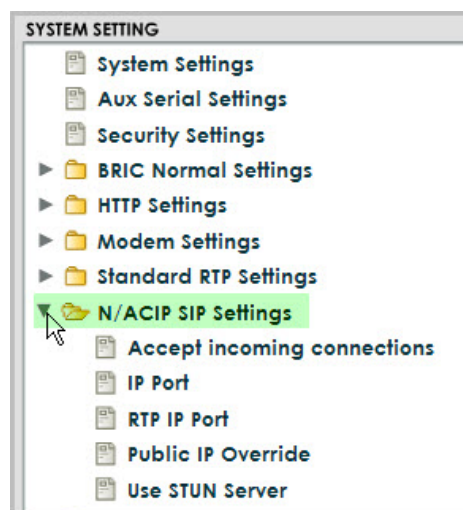 SYSTEM SETTING
System Settings
Aux Serial Settings
Security Settings
BRIC Normal Settings
HTTP Settings
Modem Settings
Standard RTP Settings
N/ACIP SIP Settings
Accept incoming connections
IP Port
RTP IP Port
Public IP Override
Use STUN Server